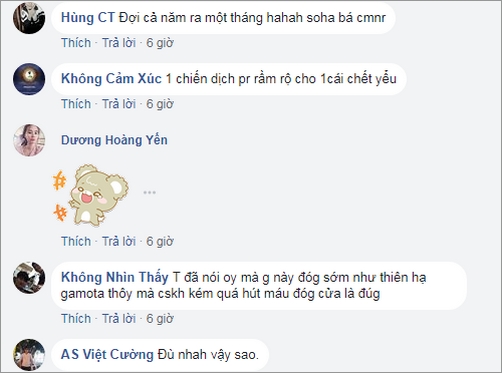 Hùng CT Đợi cả năm ra một tháng hahah soha bá cmnr
Thích · Trả lời · 6 giờ
Không Cảm Xúc 1 chiến dịch pr rầm rộ cho 1cái chết yểu
Thích · Trả lời · 6 giờ
Dương Hoàng Yến
Thích · Trả lời · 6 giờ
Không Nhìn Thấy T đã nói oy mà g này đóg sớm như thiên hạ
gamota thôy mà cskh kém quá hút máu đóg cửa là đúg
Thích · Trả lời · 6 giờ
AS Việt Cường Đù nhah vậy sao.